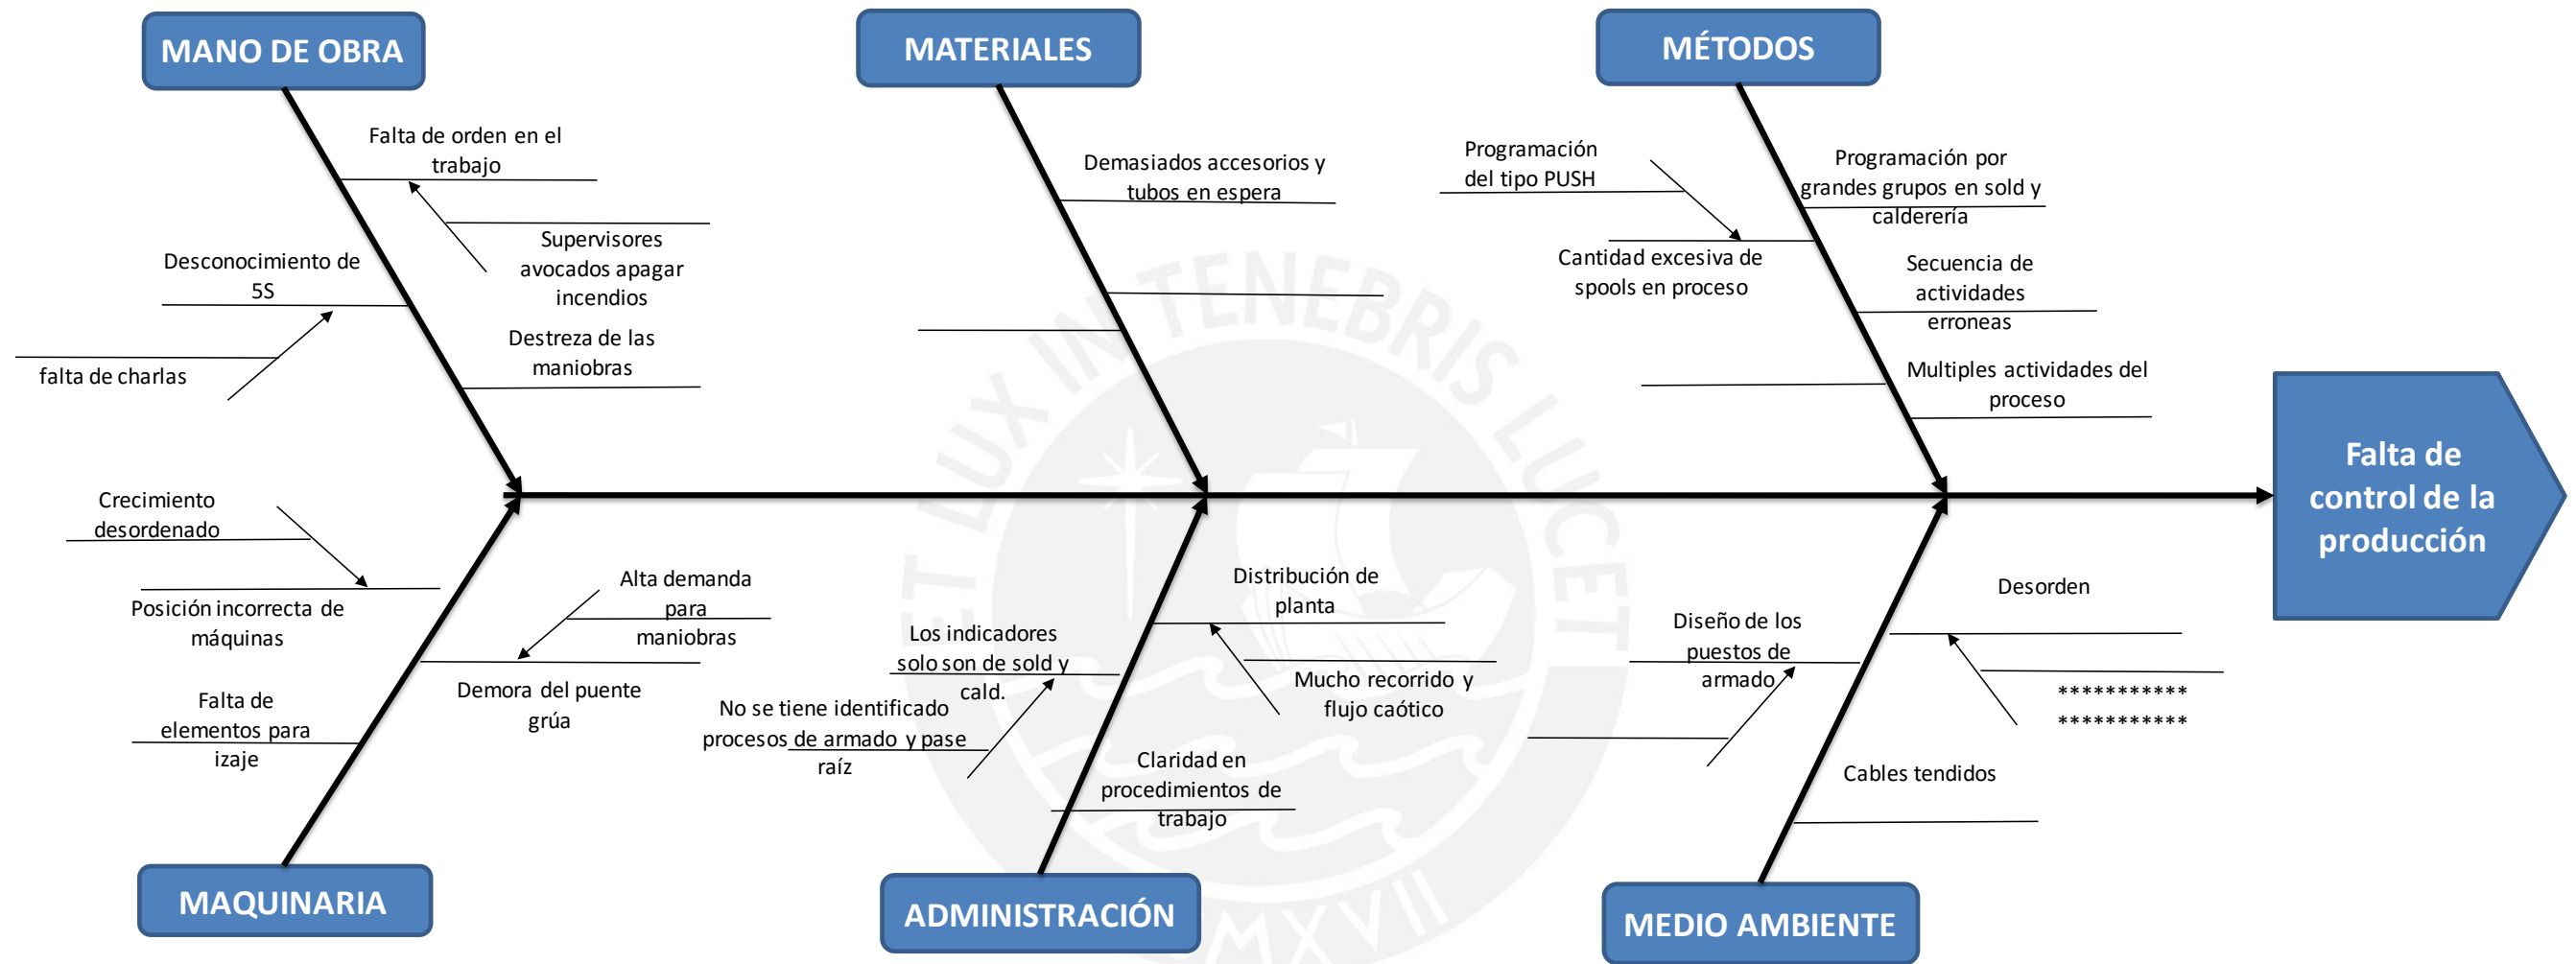 MANO DE OBRA
MATERIALES
MÉTODOS
Falta de orden en el
trabajo
Supervisores
avocados apagar
incendios
Desconocimiento de
5S
falta de charlas
Destreza de las
maniobras
Demasiados accesorios y
tubos en espera
Programación
del tipo PUSH
Cantidad excesiva de
spools en proceso
Programación por
grandes grupos en sold y
calderería
Secuencia de
actividades
erroneas
Multiples actividades del
proceso
Falta de
control de la
producción
Crecimiento
desordenado
Posición incorrecta de
máquinas
Falta de
elementos para
izaje
Alta demanda
para
maniobras
Demora del puente
grúa
Los indicadores
solo son de sold y
cald.
No se tiene identificado
procesos de armado y pase
raíz
Distribución de
planta
Mucho recorrido y
flujo caótico
Claridad en
procedimientos de
trabajo
Diseño de los
puestos de
armado
Desorden
***********
***********
Cables tendidos
MAQUINARIA
ADMINISTRACIÓN
MEDIO AMBIENTE
ET LUX IN TENEBRIS LUCET
MXVII